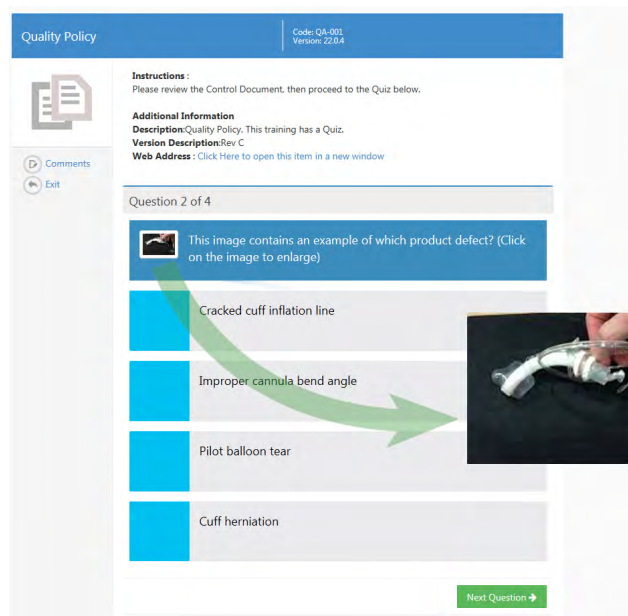 Quality Policy
Code: QA-001
Version: 22.0.4
Instructions :
Please review the Control Document, then proceed to the Quiz below.
Additional Information
Description:Quality Policy. This training has a Quiz.
Version Description:Rev C
Web Address : Click Here to open this item in a new window
Comments
Exit
Question 2 of 4
This image contains an example of which product defect? (Click
on the image to enlarge)
Cracked cuff inflation line
Improper cannula bend angle
Pilot balloon tear
Cuff herniation
Next Question